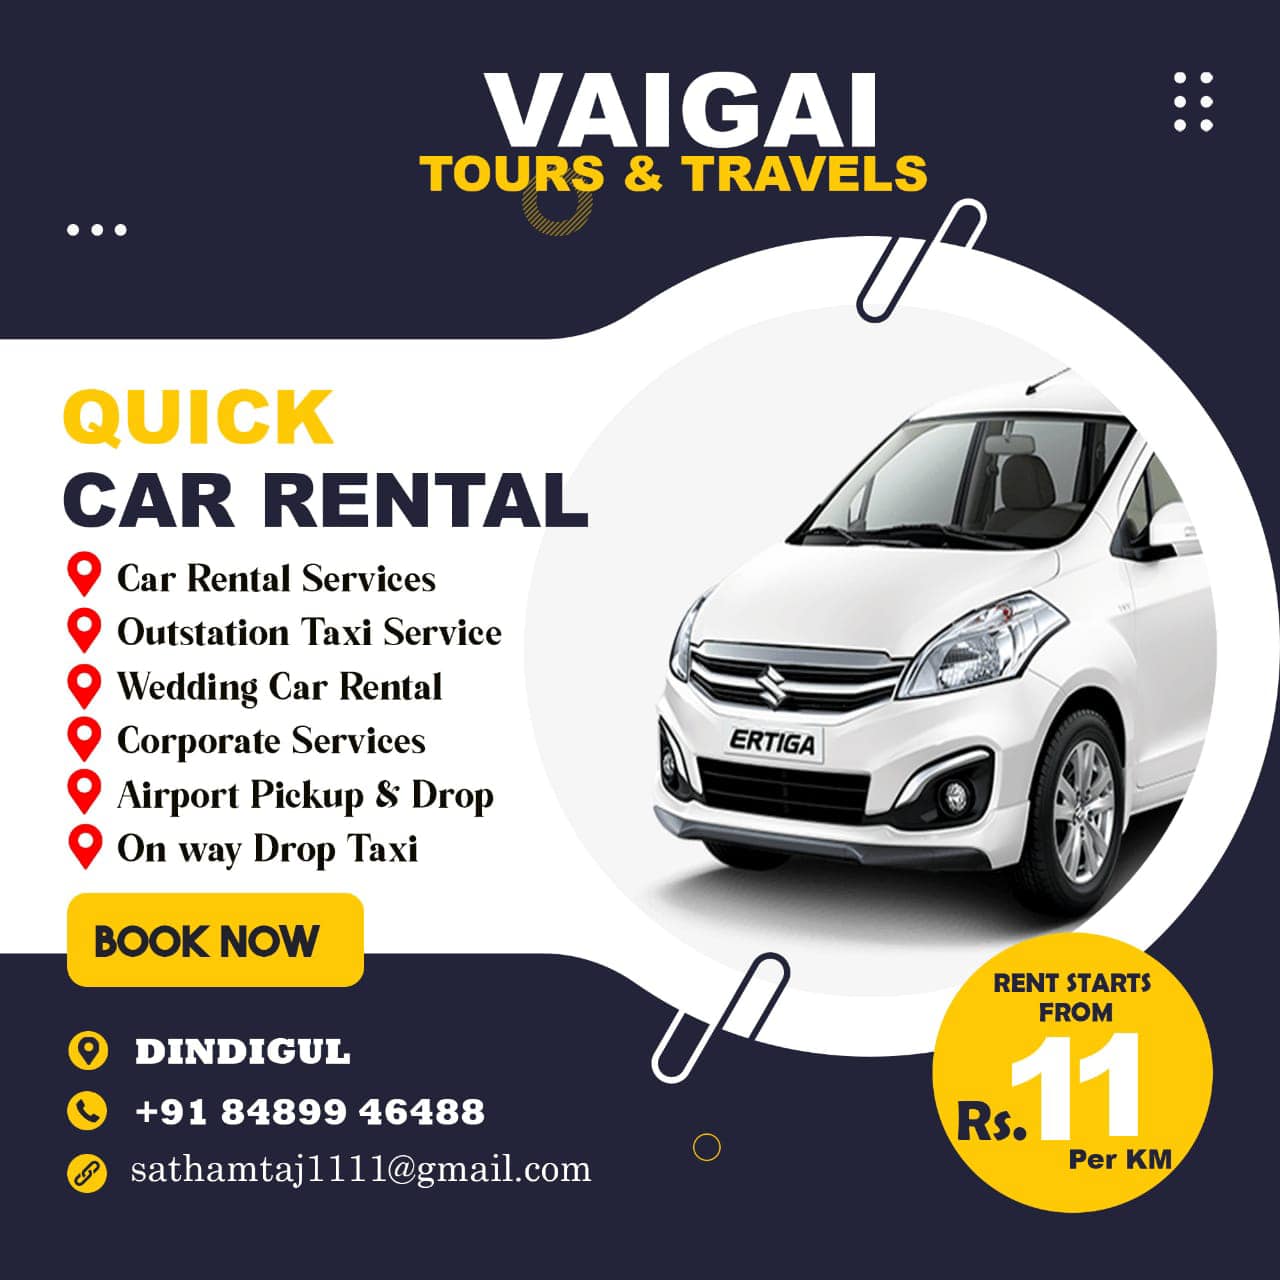 VAIGAI
TOURS & TRAVELS
QUICK
CAR RENTAL
Car Rental Services
Outstation Taxi Service
Wedding Car Rental
Corporate Services
Airport Pickup & Drop
On way Drop Taxi
BOOK NOW
ERTIGA
DINDIGUL
+91 84899 46488
sathamtaj1111@gmail.com
RENT STARTS
FROM
Rs.11
Per KM